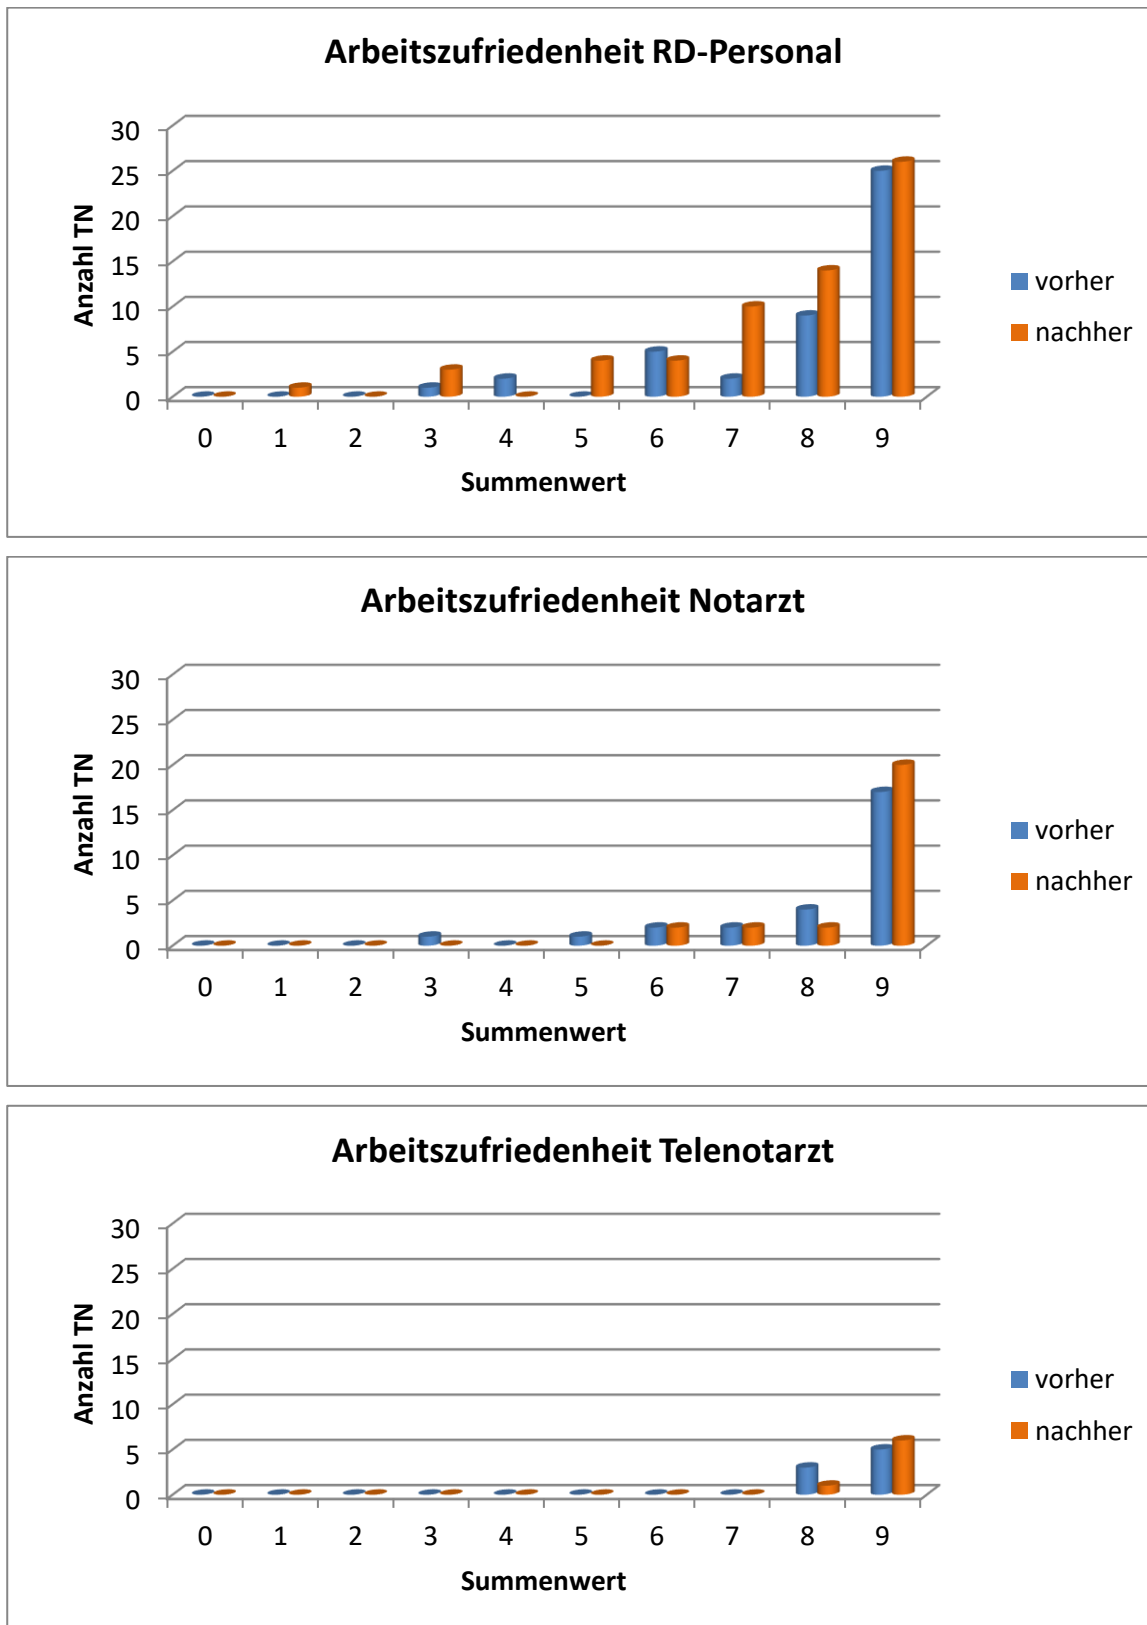 Arbeitszufriedenheit RD-Personal
30
25
20
15
10
5
0
Anzahl TN
0 1 2 3 4 5 6 7 8 9
Summenwert
vorher
nachher
Arbeitszufriedenheit Notarzt
30
25
20
15
10
5
0
Anzahl TN
0 1 2 3 4 5 6 7 8 9
Summenwert
vorher
nachher
Arbeitszufriedenheit Telenotarzt
30
25
20
15
10
5
0
Anzahl TN
0 1 2 3 4 5 6 7 8 9
Summenwert
vorher
nachher